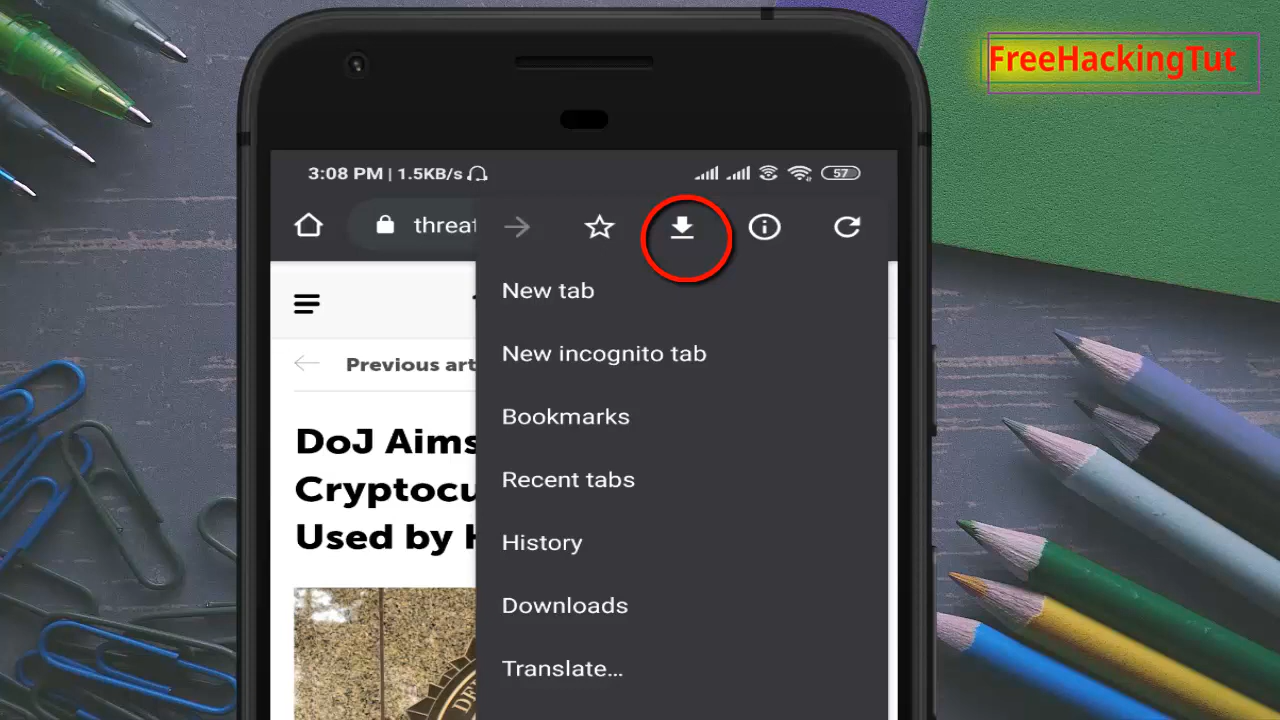 FreeHackingTut
3:08 PM | 1.5KB/s
57
threat
New tab
New incognito tab
Previous art
Bookmarks
DoJ Aims
Recent tabs
Cryptocu
Used by H
History
Downloads
Translate...